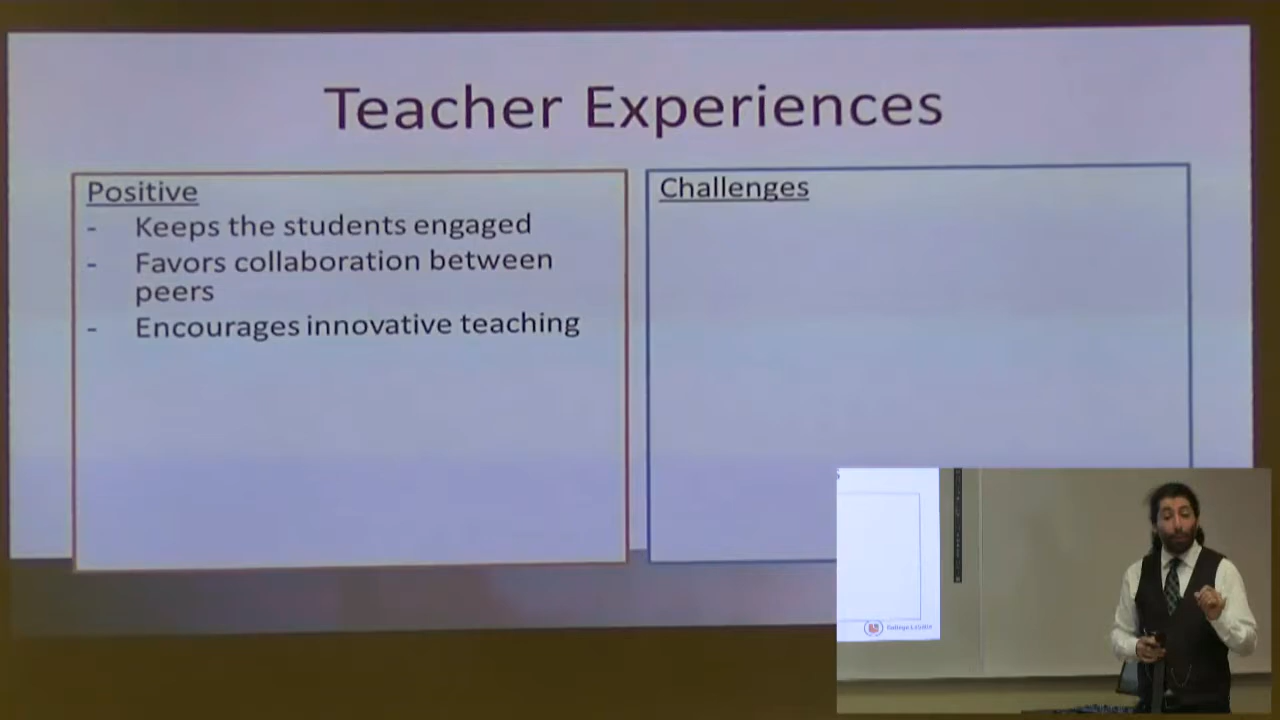 Teacher Experiences
Positive
- Keeps the students engaged
- Favors collaboration between
peers
- Encourages innovative teaching
Challenges